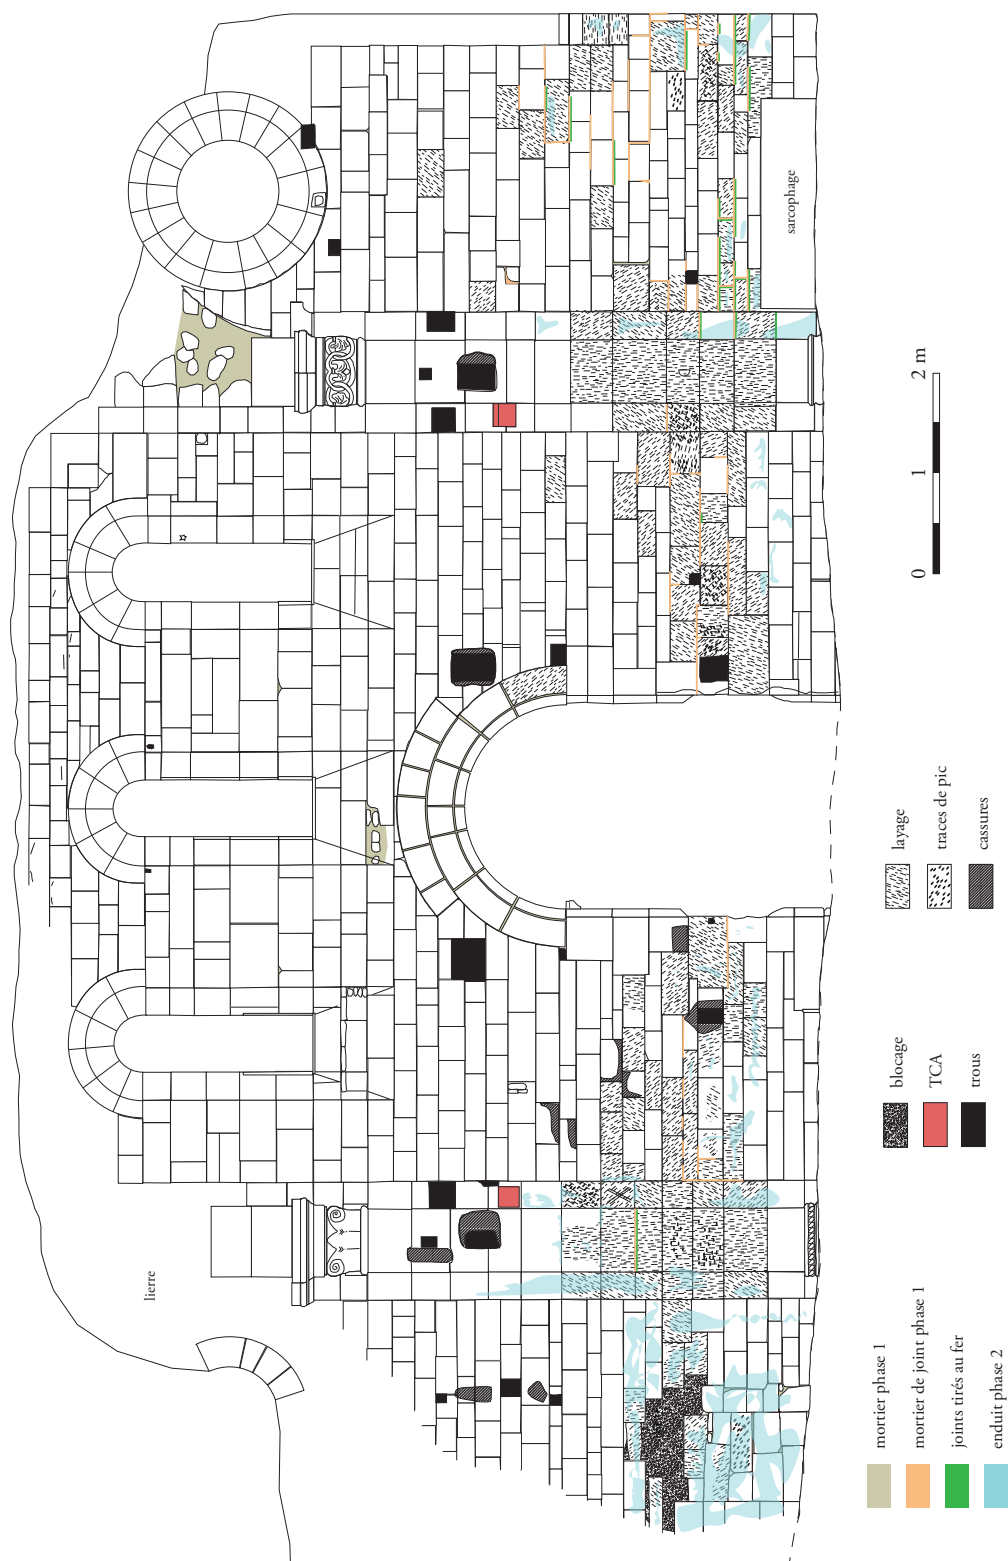 lierre
sarcophage
0 1 2 m
mortier phase 1
mortier de joint phase 1
joints tirés au fer
enduit phase 2
blocage
TCA
trous
layage
traces de pic
cassures